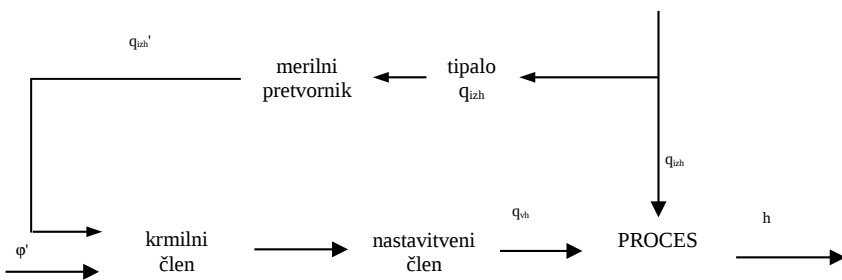 qizh'
merilni
pretvornik
tipalo
qizh
qizh
φ'
krmilni
člen
nastavitveni
člen
qvh
PROCES
h